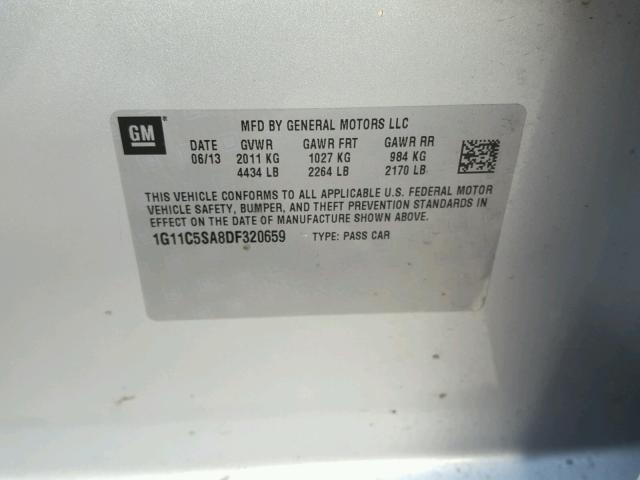 GM
MFD BY GENERAL MOTORS LLC
DATE GVWR GAWR FRT GAWR RR
06/13 2011 KG 1027 KG 984 KG
4434 LB 2264 LB 2170 LB
THIS VEHICLE CONFORMS TO ALL APPLICABLE U.S. FEDERAL MOTOR
VEHICLE SAFETY, BUMPER, AND THEFT PREVENTION STANDARDS IN
EFFECT ON THE DATE OF MANUFACTURE SHOWN ABOVE.
1G11C5SA8DF320659 TYPE: PASS CAR